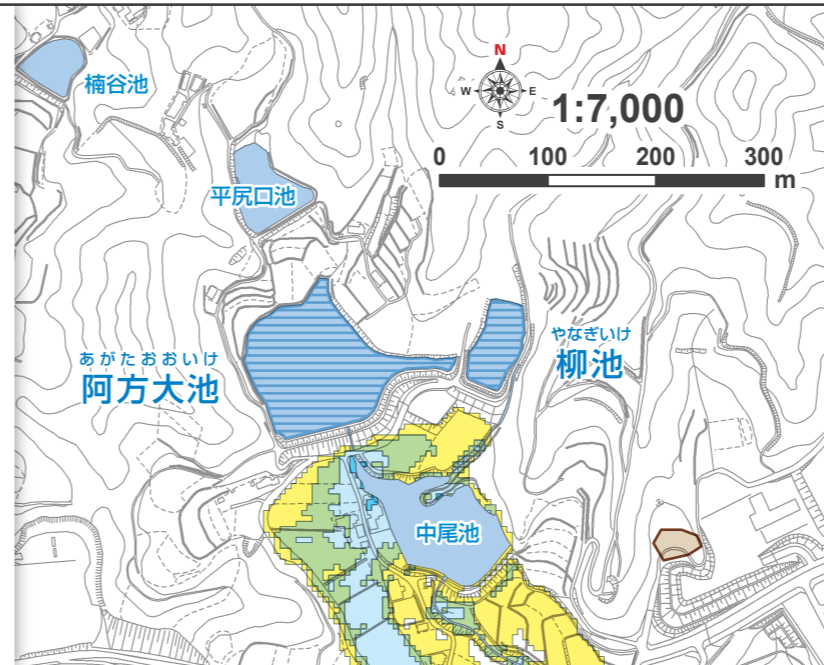 楠谷池
N
W
E
S
1:7,000
0 100 200 300
m
平尻口池
やなぎいけ
柳池
あがたおおいけ
阿方大池
中尾池